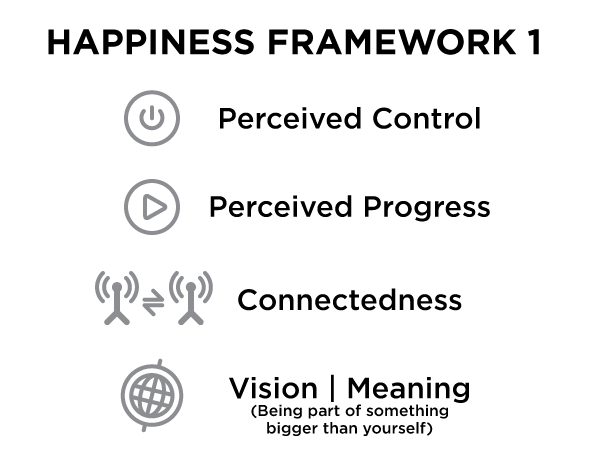 HAPPINESS FRAMEWORK 1
Perceived Control
Perceived Progress
Connectedness
Vision | Meaning
(Being part of something
bigger than yourself)